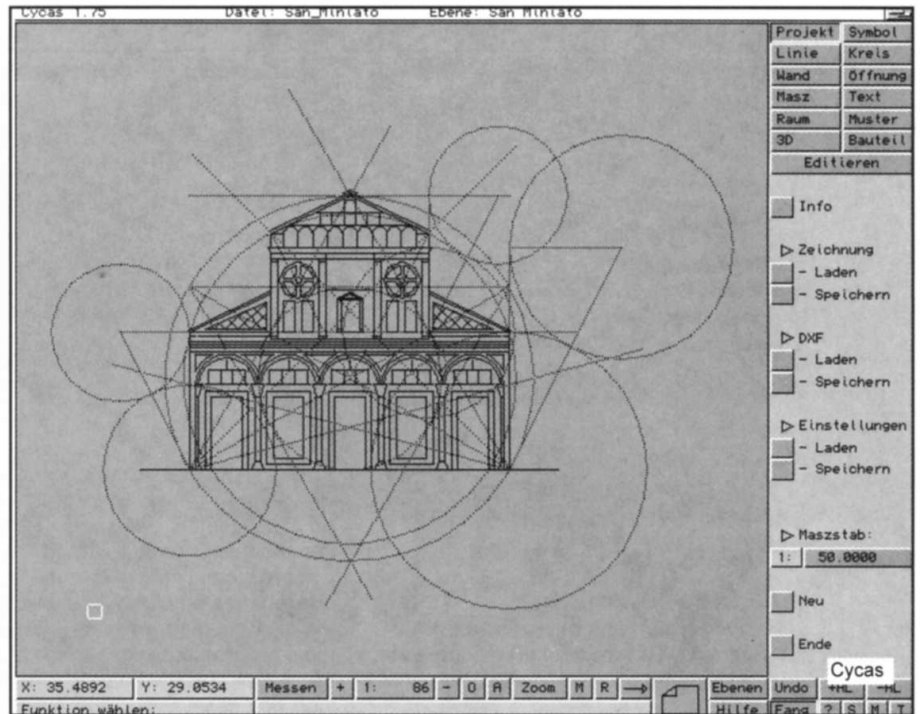 Cycas 1.75 Datei: San_Miniato Ebene: San Miniato
Projekt Symbol
Linie Kreis
Wand Öffnung
Masz Text
Raum Muster
3D Bauteil
Editieren
Info
Zeichnung
- Laden
- Speichern
DXF
- Laden
- Speichern
Einstellungen
- Laden
- Speichern
Maszstab:
1: 50.0000
Neu
Ende
Cycas
X: 35.4892 Y: 29.0534 Messen + 1: 86 - O A Zoom M R Ebenen Undo +HL -HL
Funktion wählen: Hilfe Fang ? S M T